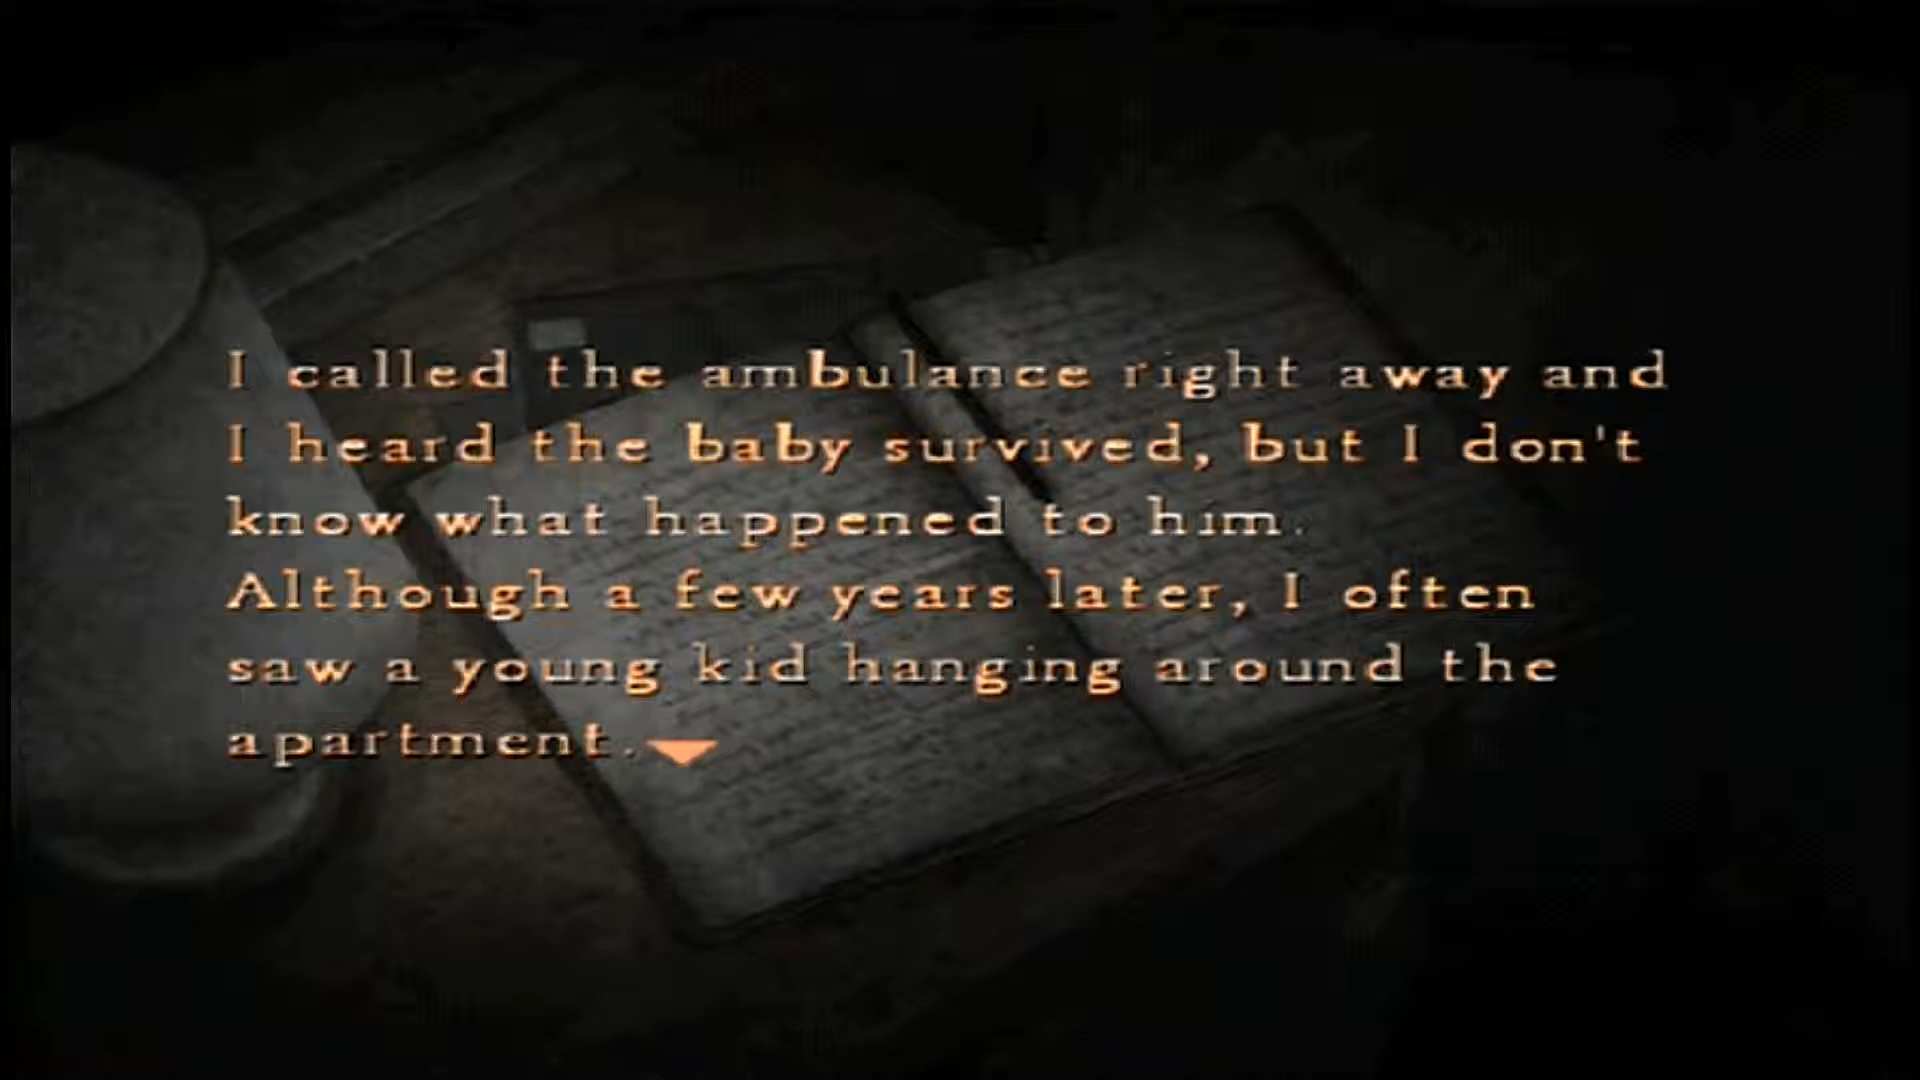 I called the ambulance right away and
I heard the baby survived, but I don't
know what happened to him.
Although a few years later, I often
saw a young kid hanging around the
apartment.